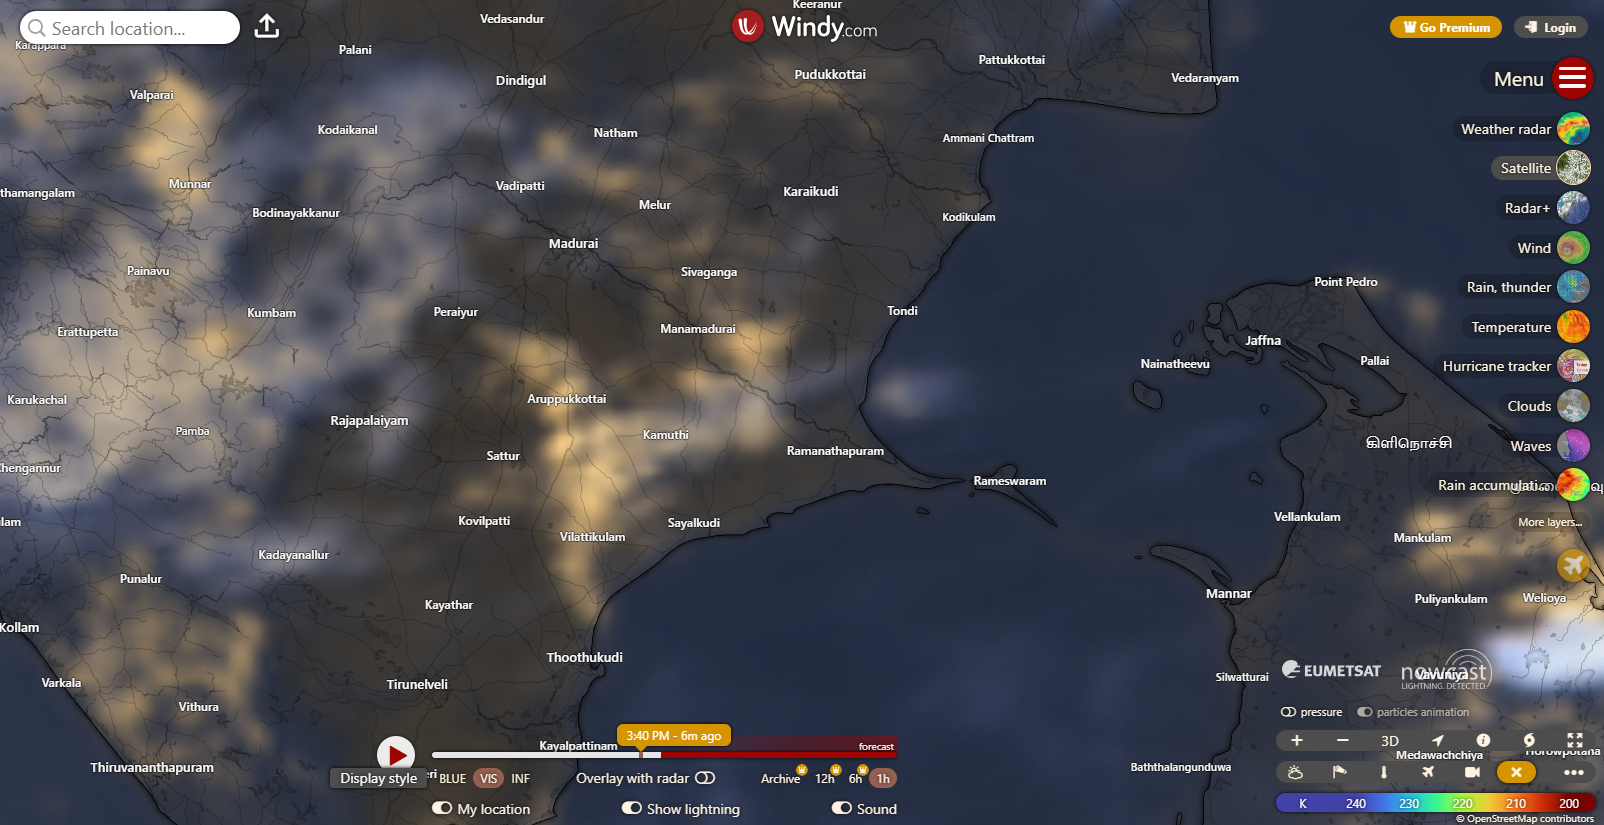 Search location...
Windy.com
Go Premium
Login
Menu
Weather radar
Satellite
Radar+
Wind
Rain, thunder
Temperature
Hurricane tracker
Clouds
Waves
Rain accumulati...
More layers...
Keeranur
Vedasandur
Karappara
Palani
Pattukkottai
Pudukkottai
Vedaranyam
Dindigul
Valparai
Kodaikanal
Natham
Ammani Chattram
Munnar
Vadipatti
Karaikudi
thamangalam
Melur
Bodinayakkanur
Kodikulam
Madurai
Painavu
Sivaganga
Point Pedro
Kumbam
Peraiyur
Tondi
Erattupetta
Manamadurai
Jaffna
Nainatheevu
Pallai
Karukachal
Aruppukkottai
Rajapalaiyam
Pamba
Kamuthi
கிளிநொச்சி
Sattur
Ramanathapuram
Chengannur
Rameswaram
lam
Kovilpatti
Sayalkudi
Vellankulam
Vilattikulam
Mankulam
Kadayanallur
Punalur
Mannar
Puliyankulam
Welioya
Kayathar
Kollam
Thoothukudi
Vavuniya
Silwatturai
Varkala
Tirunelveli
Vithura
Kayalpattinam
Thiruvananthapuram
Baththalangunduwa
Medawachchiya
Horowpotana
EUMETSAT
nowcast
LIGHTNING. DETECTED.
pressure
particles animation
3D
3:40 PM - 6m ago
forecast
Display style
eri
BLUE
VIS
INF
Overlay with radar
Archive
12h
6h
1h
My location
Show lightning
Sound
K 240 230 220 210 200
© OpenStreetMap contributors